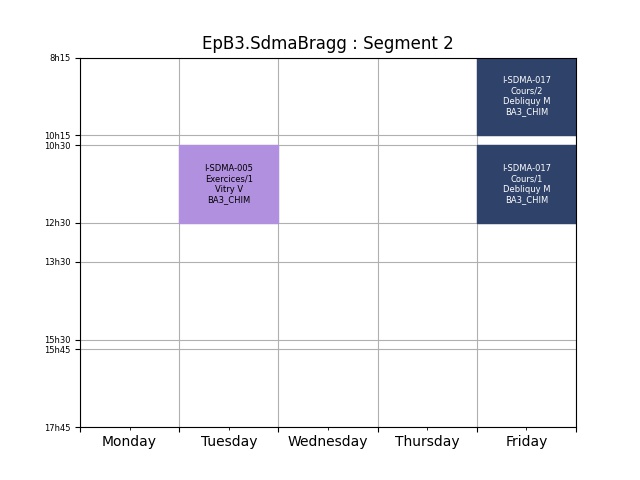 EpB3.SdmaBragg : Segment 2
8h15
I-SDMA-017
Cours/2
Debliquy M
BA3_CHIM
10h15
10h30
I-SDMA-005
Exercices/1
Vitry V
BA3_CHIM
I-SDMA-017
Cours/1
Debliquy M
BA3_CHIM
12h30
13h30
15h30
15h45
17h45
Monday
Tuesday
Wednesday
Thursday
Friday